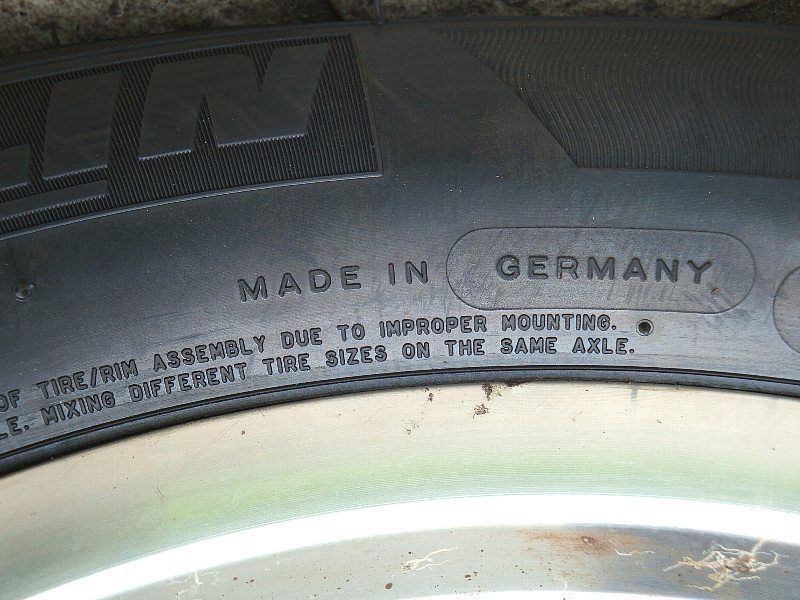 LIN
MADE IN GERMANY
OF TIRE/RIM ASSEMBLY DUE TO IMPROPER MOUNTING.
LE. MIXING DIFFERENT TIRE SIZES ON THE SAME AXLE.